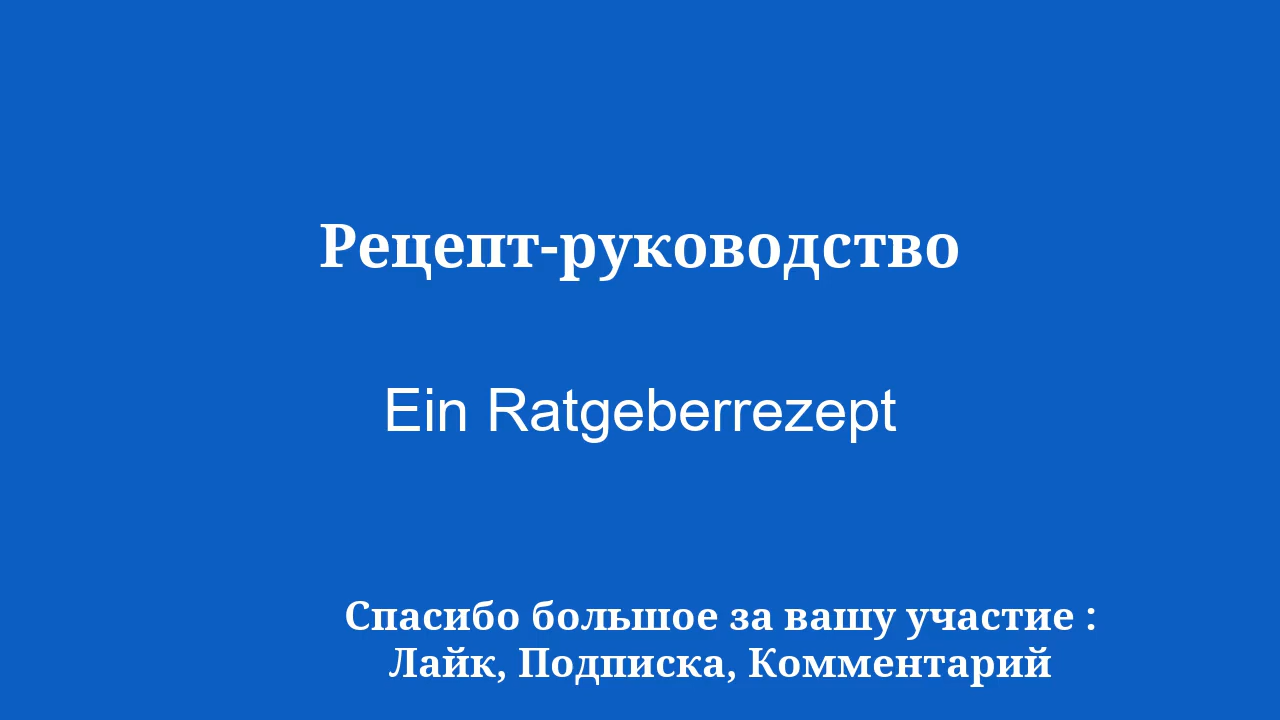 Рецепт-руководство
Ein Ratgeberrezept
Спасибо большое за вашу участие :
Лайк, Подписка, Комментарий